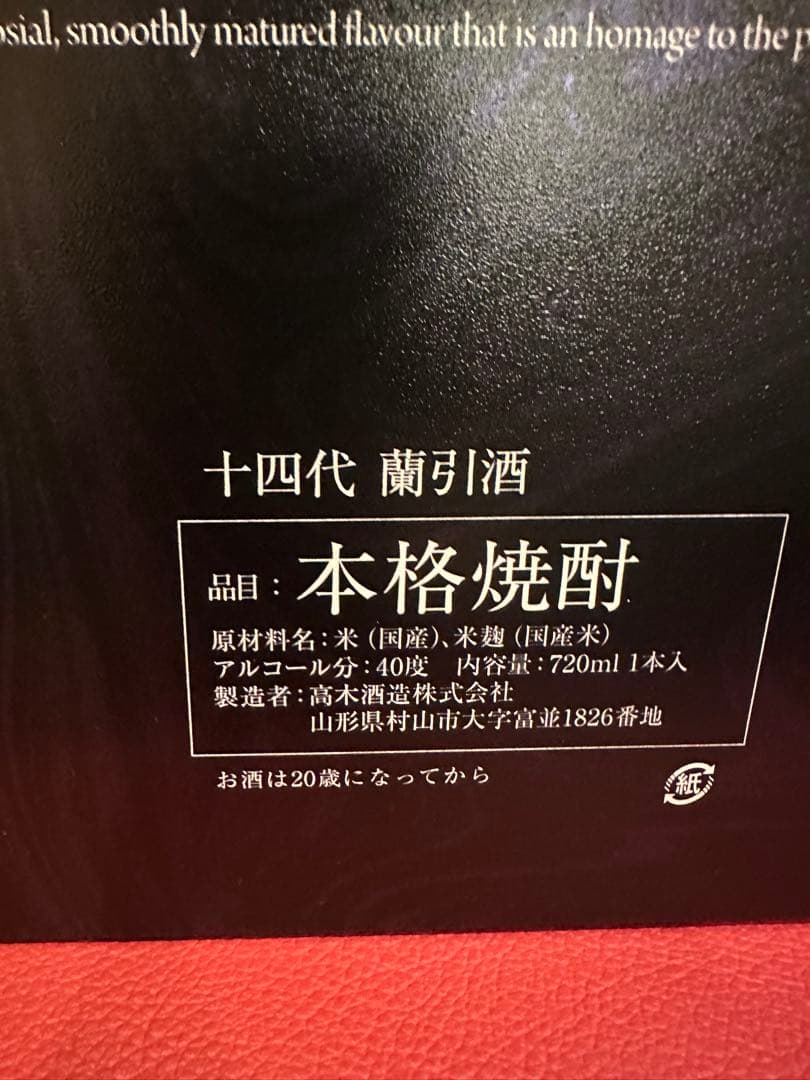 smoothly matured flavour that is an homage to the
十四代 蘭引酒
品目：本格焼酎
原材料名：米（国産）、米麹（国産米）
アルコール分：40度　内容量：720ml 1本入
製造者：高木酒造株式会社
山形県村山市大字富並1826番地
お酒は20歳になってから
紙